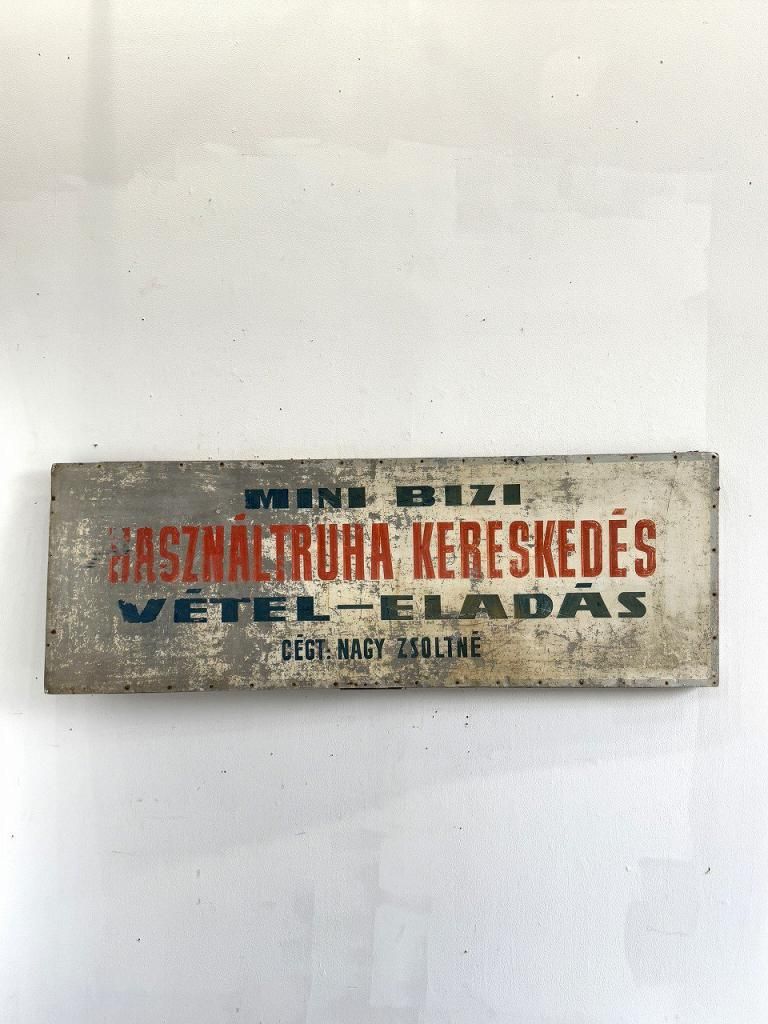 MINI BIZI
HASZNÁLTRUHA KERESKEDÉS
VÉTEL-ELADÁS
CÉGT: NAGY ZSOLTNÉ